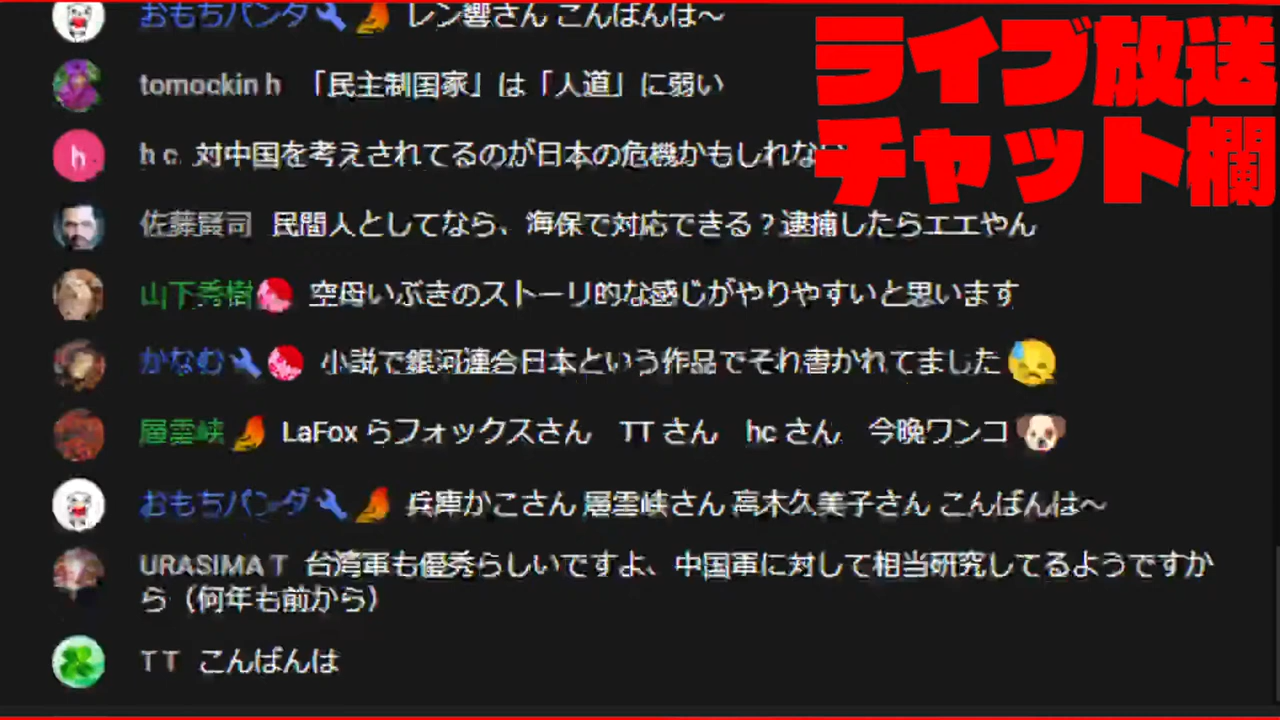 おもちパンダ レン響さん こんばんは～
ライブ放送
チャット欄
tomockin h 「民主制国家」は「人道」に弱い
h c 対中国を考えされてるのが日本の危機かもしれない
佐藤賢司 民間人としてなら、海保で対応できる？逮捕したらエエやん
山下秀樹 空母いぶきのストーリ的な感じがやりやすいと思います
かなむ 小説で銀河連合日本という作品でそれ書かれてました
層雲峡 LaFox らフォックスさん TT さん hc さん 今晩ワンコ
おもちパンダ 兵庫かこさん 層雲峡さん 高木久美子さん こんばんは～
URASIMA T 台湾軍も優秀らしいですよ、中国軍に対して相当研究してるようですか
ら（何年も前から）
T T こんばんは